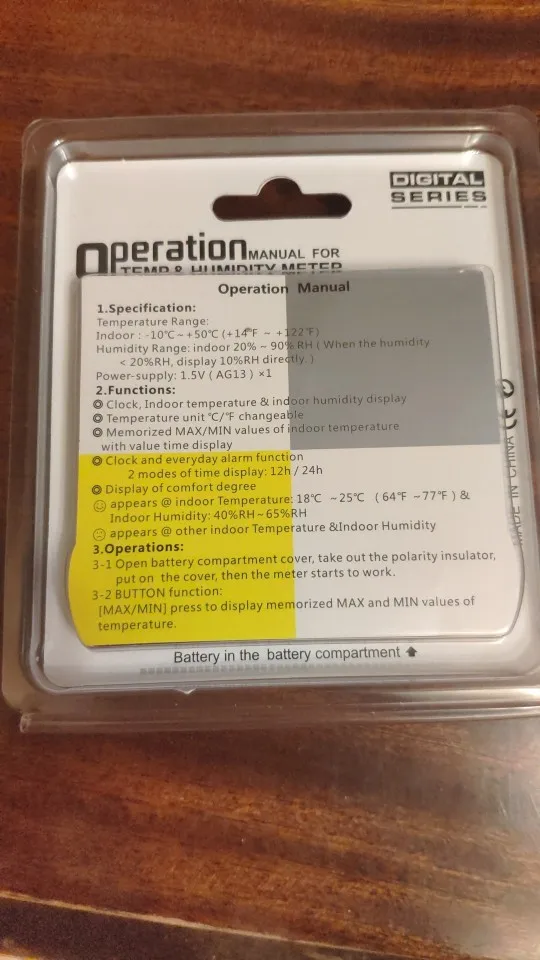 DIGITAL
SERIES
Operation MANUAL FOR
TEMP & HUMIDITY METER
Operation Manual
1.Specification:
Temperature Range:
Indoor : -10℃~+50℃ (+14℉ ~ +122℉)
Humidity Range: indoor 20% ~ 90% RH ( When the humidity
< 20%RH, display 10%RH directly. )
Power-supply: 1.5V ( AG13 ) ×1
2.Functions:
◎ Clock, Indoor temperature & indoor humidity display
◎ Temperature unit ℃/℉ changeable
◎ Memorized MAX/MIN values of indoor temperature
with value time display
◎ Clock and everyday alarm function
2 modes of time display: 12h / 24h
◎ Display of comfort degree
☺ appears @ indoor Temperature: 18℃ ~25℃ ( 64℉ ~77℉ ) &
Indoor Humidity: 40%RH~65%RH
☹ appears @ other indoor Temperature &Indoor Humidity
3.Operations:
3-1 Open battery compartment cover, take out the polarity insulator,
put on the cover, then the meter starts to work.
3-2 BUTTON function:
[MAX/MIN] press to display memorized MAX and MIN values of
temperature.
Battery in the battery compartment
MADE IN CHINA CE